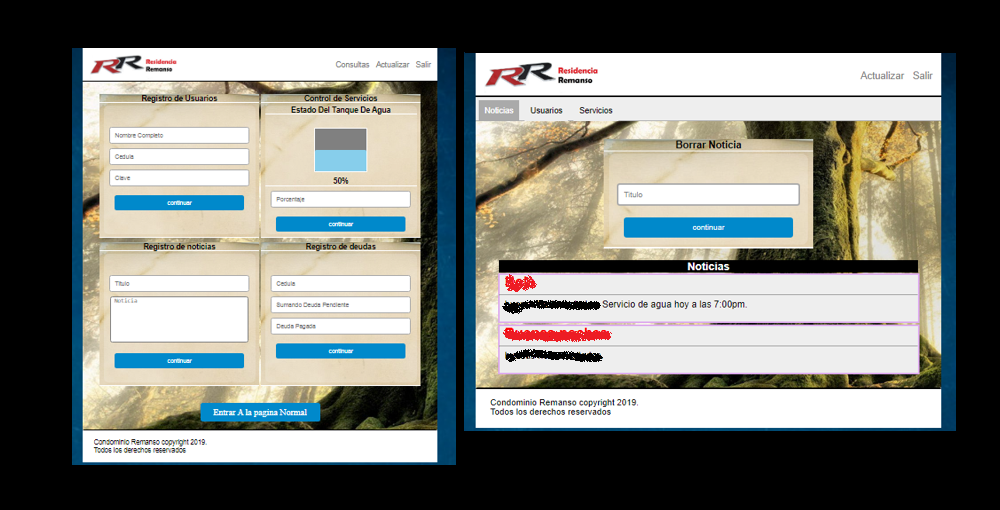 RR Residencia
Remanso
Consultas Actualizar Salir
Registro de Usuarios
Nombre Completo
Cedula
Clave
continuar
Control de Servicios
Estado Del Tanque De Agua
50%
Porcentaje
continuar
Registro de noticias
Titulo
Noticia
continuar
Registro de deudas
Cedula
Sumando Deuda Pendiente
Deuda Pagada
continuar
Entrar A la pagina Normal
Condominio Remanso copyright 2019.
Todos los derechos reservados
RR Residencia
Remanso
Actualizar Salir
Noticias Usuarios Servicios
Borrar Noticia
Titulo
continuar
Noticias
Servicio de agua hoy a las 7:00pm.
Condominio Remanso copyright 2019.
Todos los derechos reservados